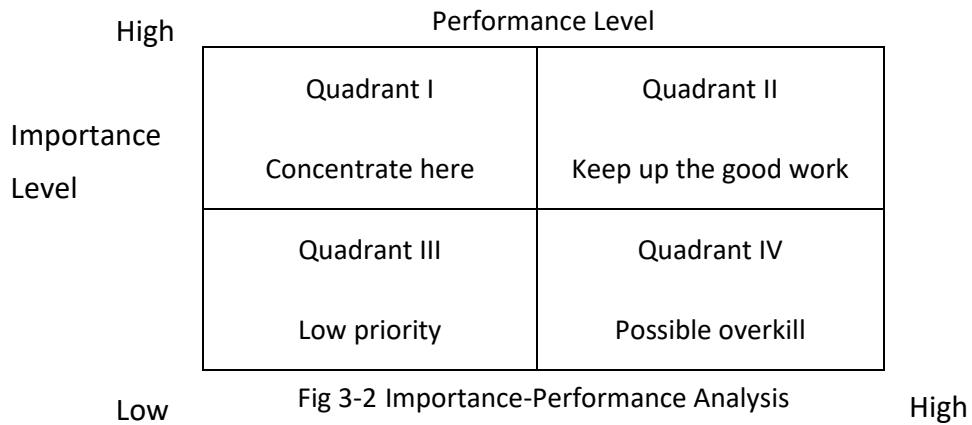 Performance Level
High
Quadrant I
Quadrant II
Importance
Level
Concentrate here
Keep up the good work
Quadrant III
Quadrant IV
Low priority
Possible overkill
Fig 3-2 Importance-Performance Analysis
Low
High